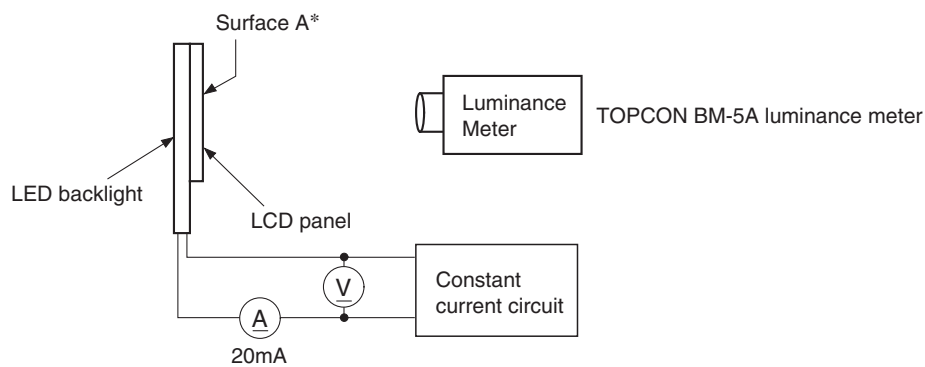 Surface A*
Luminance
Meter
TOPCON BM-5A luminance meter
LED backlight
LCD panel
V
Constant
current circuit
A
20mA